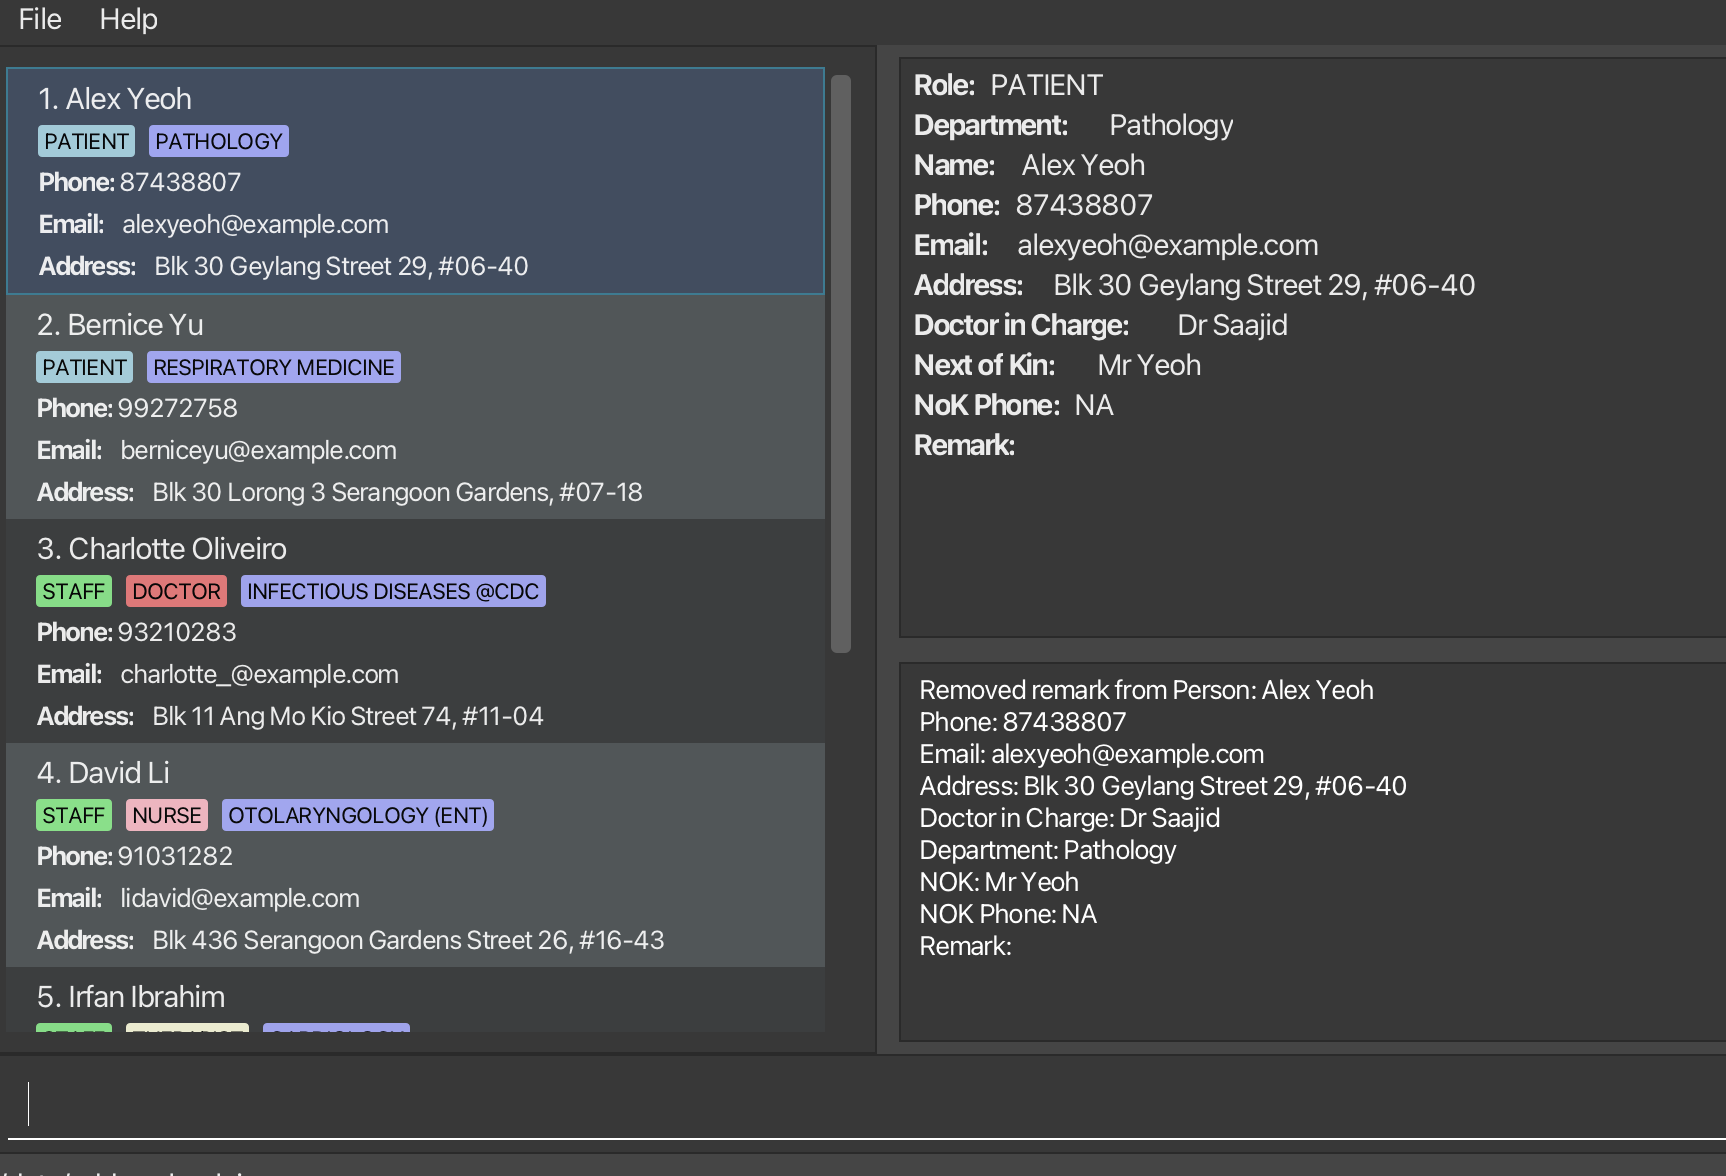 File Help
1. Alex Yeoh
PATIENT PATHOLOGY
Phone: 87438807
Email: alexyeoh@example.com
Address: Blk 30 Geylang Street 29, #06-40
2. Bernice Yu
PATIENT RESPIRATORY MEDICINE
Phone: 99272758
Email: berniceyu@example.com
Address: Blk 30 Lorong 3 Serangoon Gardens, #07-18
3. Charlotte Oliveiro
STAFF DOCTOR INFECTIOUS DISEASES @CDC
Phone: 93210283
Email: charlotte_@example.com
Address: Blk 11 Ang Mo Kio Street 74, #11-04
4. David Li
STAFF NURSE OTOLARYNGOLOGY (ENT)
Phone: 91031282
Email: lidavid@example.com
Address: Blk 436 Serangoon Gardens Street 26, #16-43
5. Irfan Ibrahim
STAFF THERAPIST CARDIOLOGY
Role: PATIENT
Department: Pathology
Name: Alex Yeoh
Phone: 87438807
Email: alexyeoh@example.com
Address: Blk 30 Geylang Street 29, #06-40
Doctor in Charge: Dr Saajid
Next of Kin: Mr Yeoh
NoK Phone: NA
Remark:
Removed remark from Person: Alex Yeoh
Phone: 87438807
Email: alexyeoh@example.com
Address: Blk 30 Geylang Street 29, #06-40
Doctor in Charge: Dr Saajid
Department: Pathology
NOK: Mr Yeoh
NOK Phone: NA
Remark: